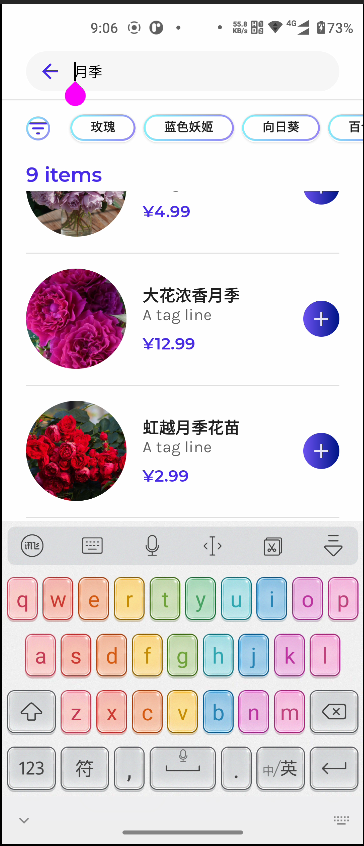 9:06
55.8 KB/s
4G
73%
月季
玫瑰
蓝色妖姬
向日葵
9 items
¥4.99
大花浓香月季
A tag line
¥12.99
虹越月季花苗
A tag line
¥2.99
q w e r t y u i o p
a s d f g h j k l
z x c v b n m
123 符 , . 中/英